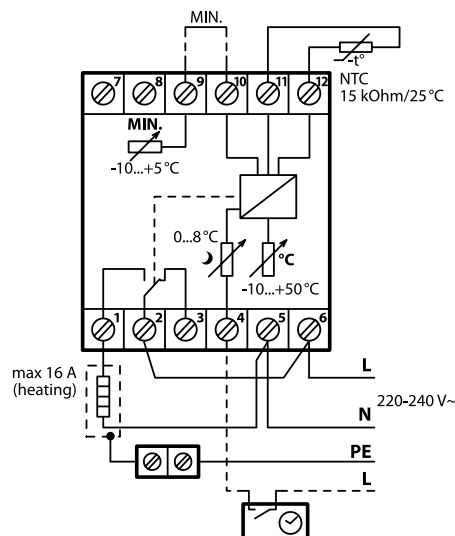 MIN.
-t°
NTC
15 kOhm/25 °C
7 8 9 10 11 12
MIN.
-10...+5 °C
0...8 °C
°C
-10...+50 °C
1 2 3 4 5 6
max 16 A
(heating)
L
220-240 V~
N
PE
L